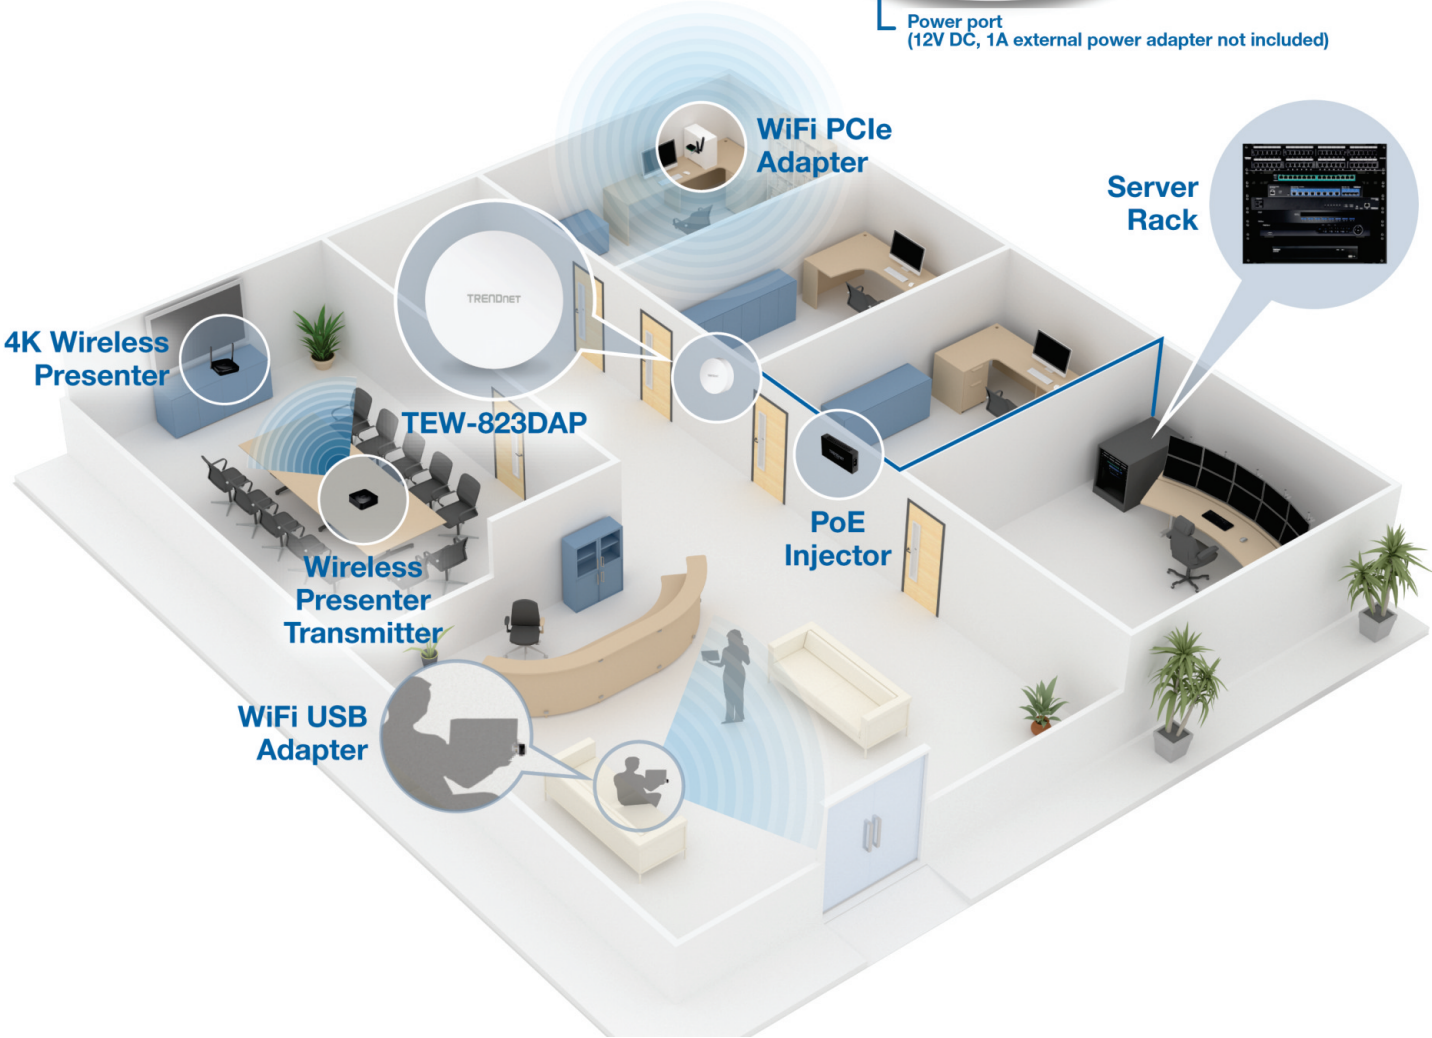 Power port
(12V DC, 1A external power adapter not included)
WiFi PCIe
Adapter
Server
Rack
TRENDnet
4K Wireless
Presenter
TEW-823DAP
PoE
Injector
Wireless
Presenter
Transmitter
WiFi USB
Adapter